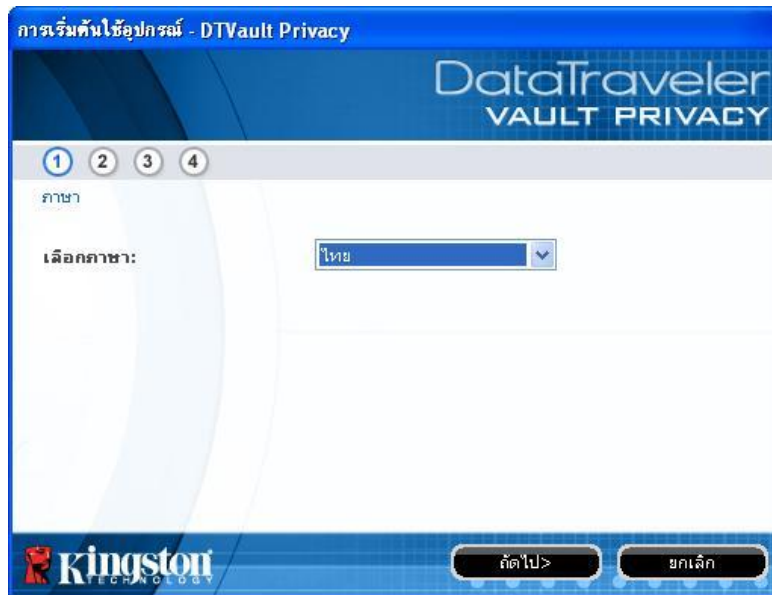 การเริ่มต้นใช้อุปกรณ์ - DTVault Privacy
DataTraveler
VAULT PRIVACY
1 2 3 4
ภาษา
เลือกภาษา: ไทย
Kingston
TECHNOLOGY
ถัดไป> ยกเลิก